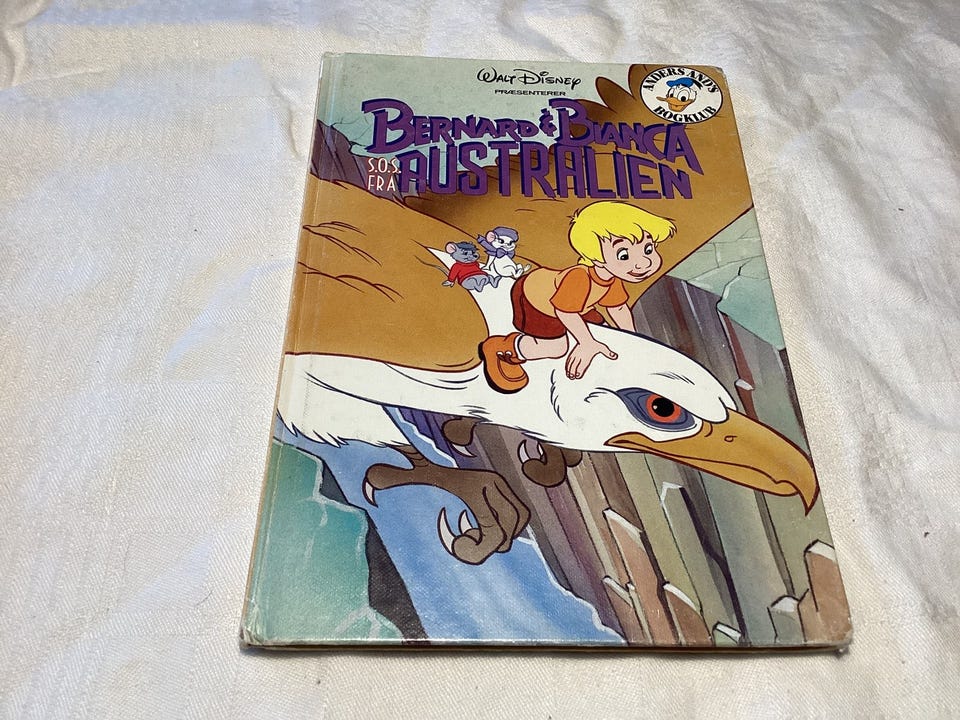 WALT DISNEY
PRÆSENTERER
ANDERS AND'S
BOGKLUB
BERNARD & BIANCA
S.O.S.
FRA AUSTRALIEN